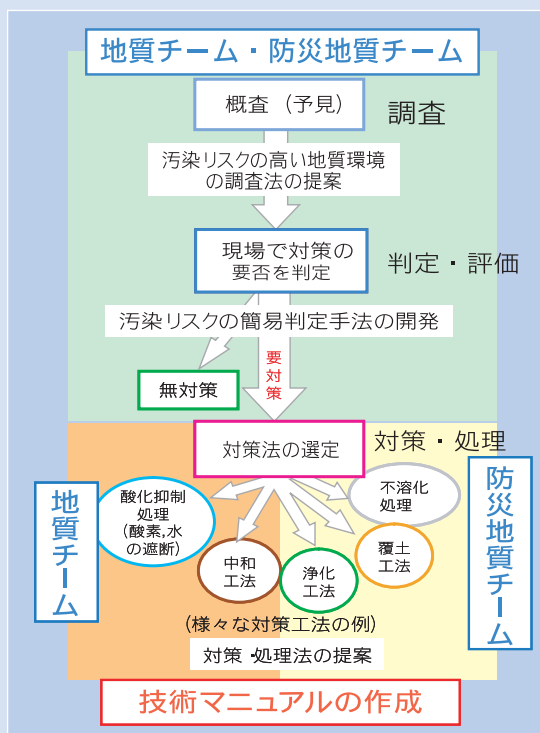 地質チーム・防災地質チーム
概査（予見）
調査
汚染リスクの高い地質環境
の調査法の提案
現場で対策の
要否を判定
判定・評価
汚染リスクの簡易判定手法の開発
要対策
無対策
対策法の選定
対策・処理
地質チーム
酸化抑制
処理
(酸素,水
の遮断)
中和
工法
浄化
工法
覆土
工法
不溶化
処理
防災地質チーム
(様々な対策工法の例)
対策・処理法の提案
技術マニュアルの作成